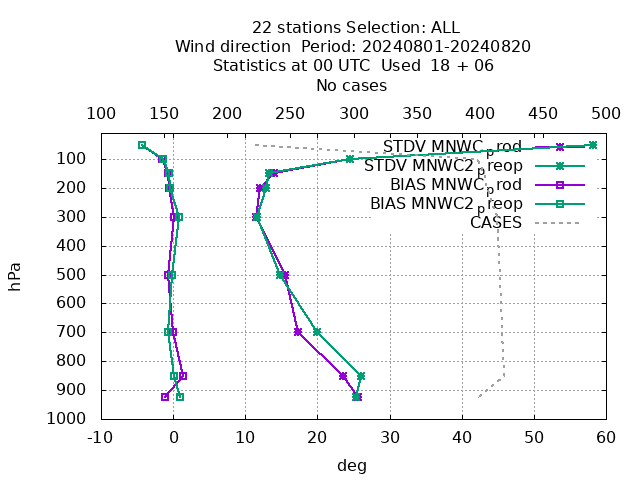 22 stations Selection: ALL
Wind direction  Period: 20240801-20240820
Statistics at 00 UTC  Used  18 + 06
No cases
100 150 200 250 300 350 400 450 500
STDV MNWC_prod
STDV MNWC2_preop
BIAS MNWC_prod
BIAS MNWC2_preop
CASES
hPa
100
200
300
400
500
600
700
800
900
1000
-10 0 10 20 30 40 50 60
deg